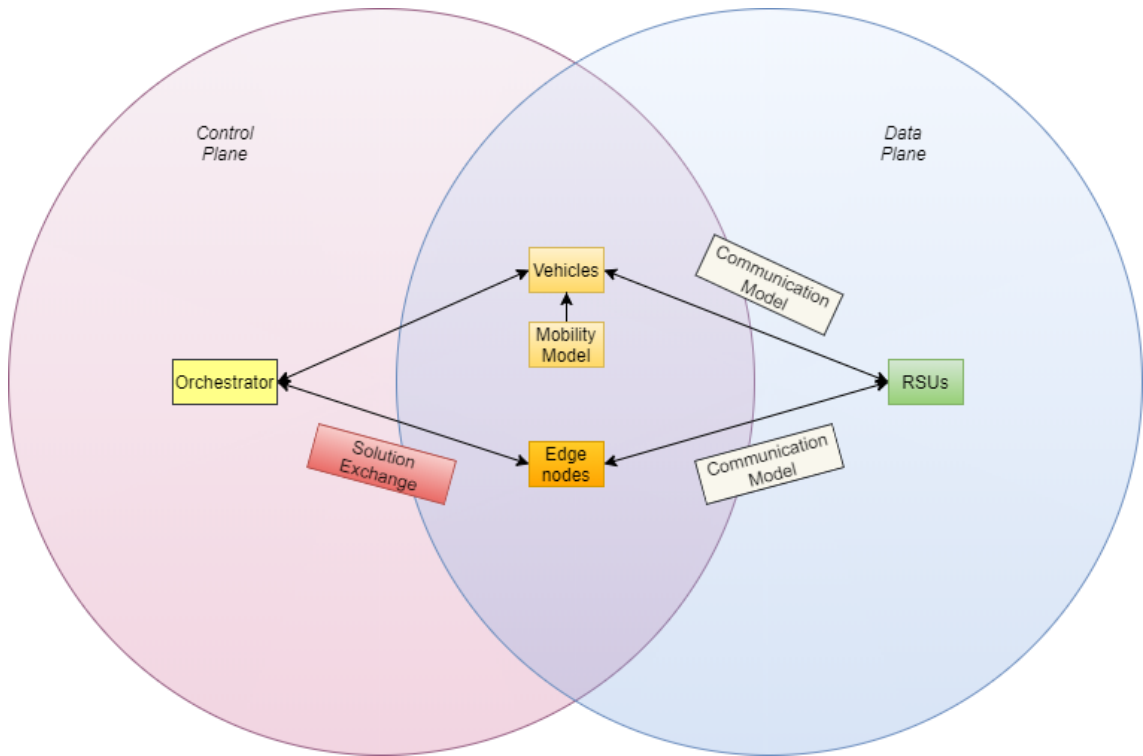 Control
Plane
Data
Plane
Vehicles
Communication
Model
Mobility
Model
Orchestrator
RSUs
Solution
Exchange
Edge
nodes
Communication
Model